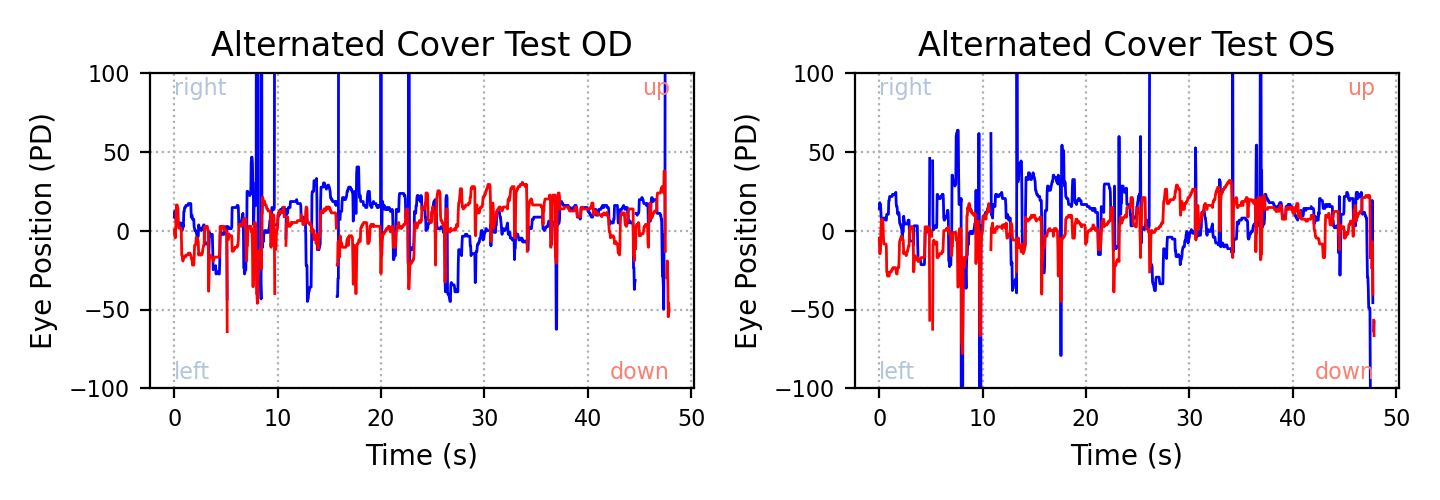 Alternated Cover Test OD
Eye Position (PD)
100
50
0
−50
−100
right
up
left
down
0 10 20 30 40 50
Time (s)
Alternated Cover Test OS
Eye Position (PD)
100
50
0
−50
−100
right
up
left
down
0 10 20 30 40 50
Time (s)